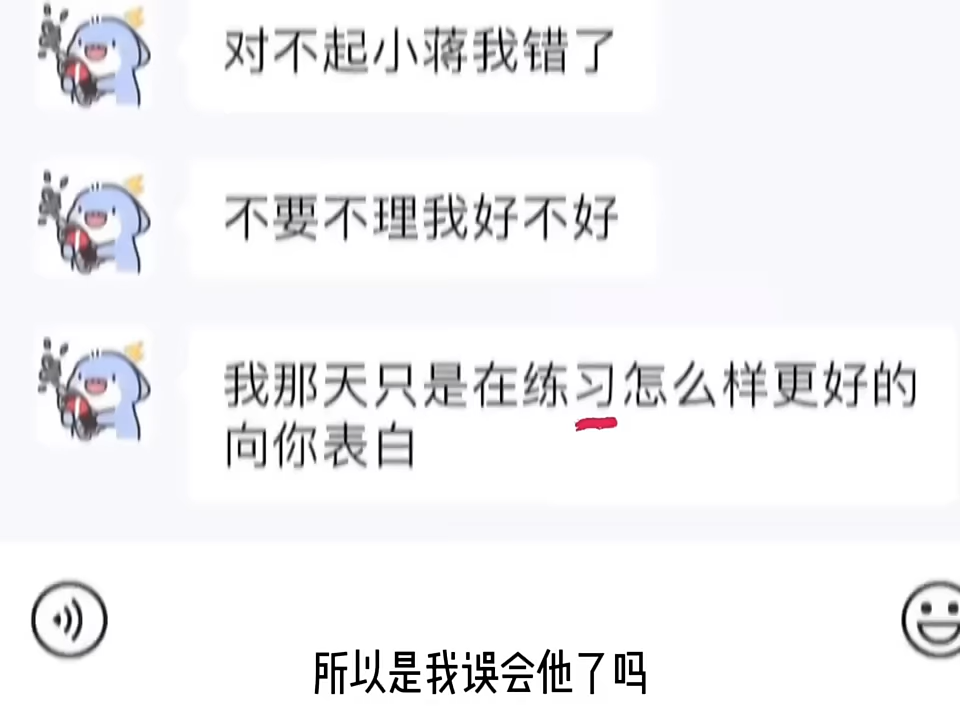 对不起小蒋我错了
不要不理我好不好
我那天只是在练习怎么样更好的
向你表白
所以是我误会他了吗